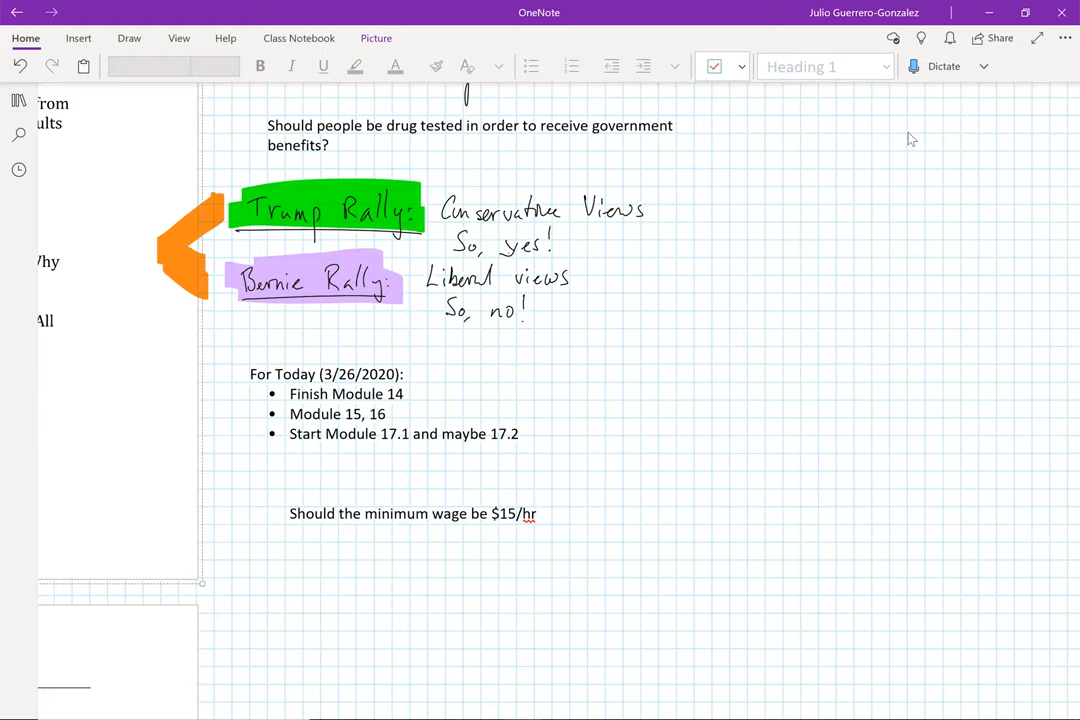 OneNote
Julio Guerrero-Gonzalez
Home Insert Draw View Help Class Notebook Picture
Share
B I U A Heading 1 Dictate
from
ults
Should people be drug tested in order to receive government
benefits?
Trump Rally: Conservative Views
So, yes!
Why
Bernie Rally: Liberal views
So, no!
All
For Today (3/26/2020):
• Finish Module 14
• Module 15, 16
• Start Module 17.1 and maybe 17.2
Should the minimum wage be $15/hr